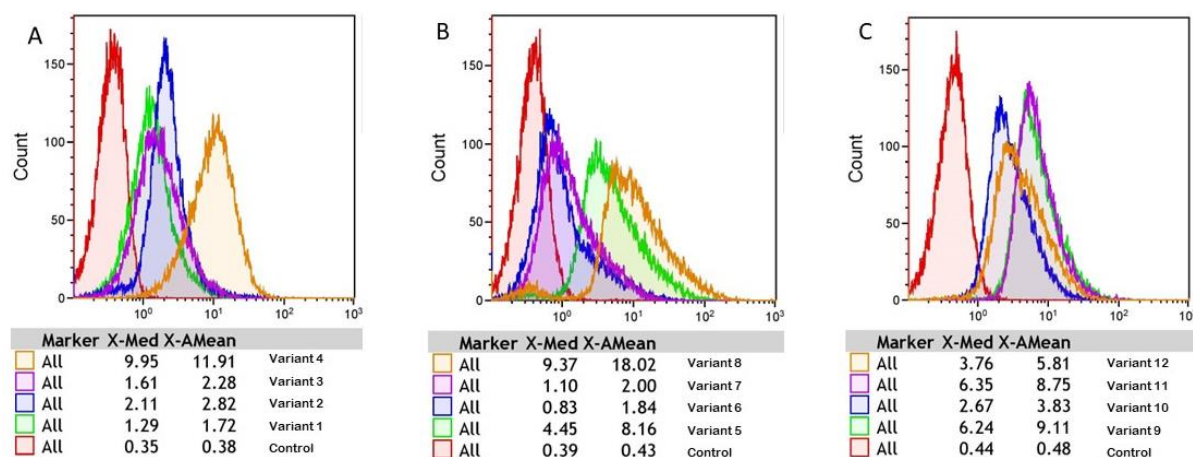 A
Count
150
100
50
0
10⁰ 10¹ 10² 10³
Marker X-Med X-AMean
All 9.95 11.91 Variant 4
All 1.61 2.28 Variant 3
All 2.11 2.82 Variant 2
All 1.29 1.72 Variant 1
All 0.35 0.38 Control
B
Count
150
100
50
0
10⁰ 10¹ 10² 10³
Marker X-Med X-AMean
All 9.37 18.02 Variant 8
All 1.10 2.00 Variant 7
All 0.83 1.84 Variant 6
All 4.45 8.16 Variant 5
All 0.39 0.43 Control
C
Count
150
100
50
0
10⁰ 10¹ 10² 10
Marker X-Med X-AMean
All 3.76 5.81 Variant 12
All 6.35 8.75 Variant 11
All 2.67 3.83 Variant 10
All 6.24 9.11 Variant 9
All 0.44 0.48 Control